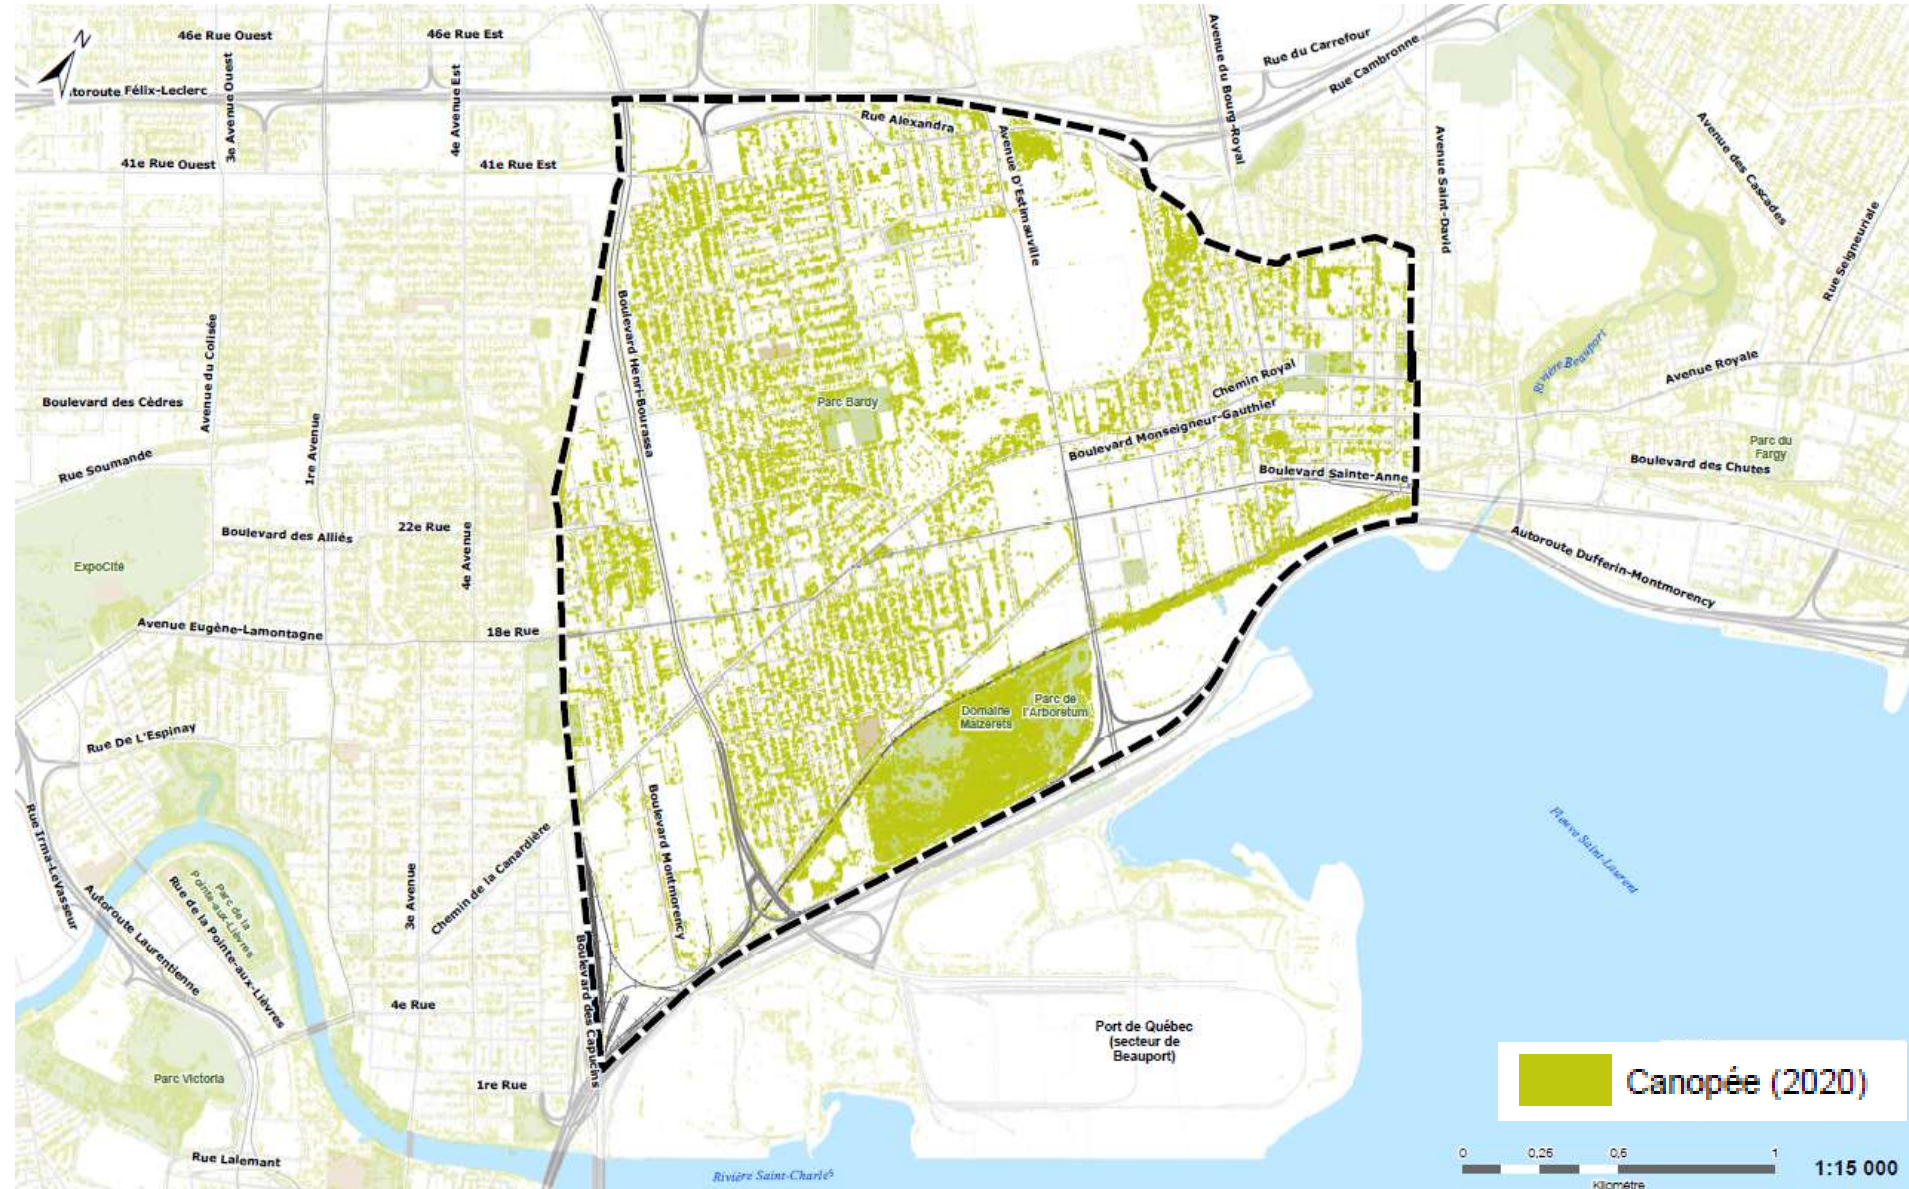 46e Rue Ouest
46e Rue Est
N
toroute Félix-Leclerc
3e Avenue Ouest
4e Avenue Est
41e Rue Ouest
41e Rue Est
Rue Alexandra
Avenue D'Estimauville
Avenue du Bourg-Royal
Rue du Carrefour
Rue Cambronne
Avenue Saint-David
Avenue des Cascades
Rue Seigneuriale
Boulevard Henri-Bourassa
Avenue du Colisée
Boulevard des Cèdres
1re Avenue
Rue Soumande
Parc Bardy
Chemin Royal
Boulevard Monseigneur-Gauthier
Boulevard Sainte-Anne
Rivière Beauport
Avenue Royale
Parc du
Fargy
Boulevard des Chutes
Boulevard des Alliés
22e Rue
4e Avenue
ExpoCité
Autoroute Dufferin-Montmorency
Avenue Eugène-Lamontagne
18e Rue
Domaine
Maizerets
Parc de
l'Arboretum
Rue De L'Espinay
Boulevard Montmorency
Fleuve Saint-Laurent
Rue Irma-LeVasseur
Chemin de la Canardière
3e Avenue
Parc de la
Pointe-aux-Lièvres
Rue de la Pointe-aux-Lièvres
Autoroute Laurentienne
Boulevard des Capucins
4e Rue
Port de Québec
(secteur de
Beauport)
Parc Victoria
1re Rue
Canopée (2020)
Rue Lalemant
Rivière Saint-Charles
0 0,25 0,5 1
Kilomètre
1:15 000